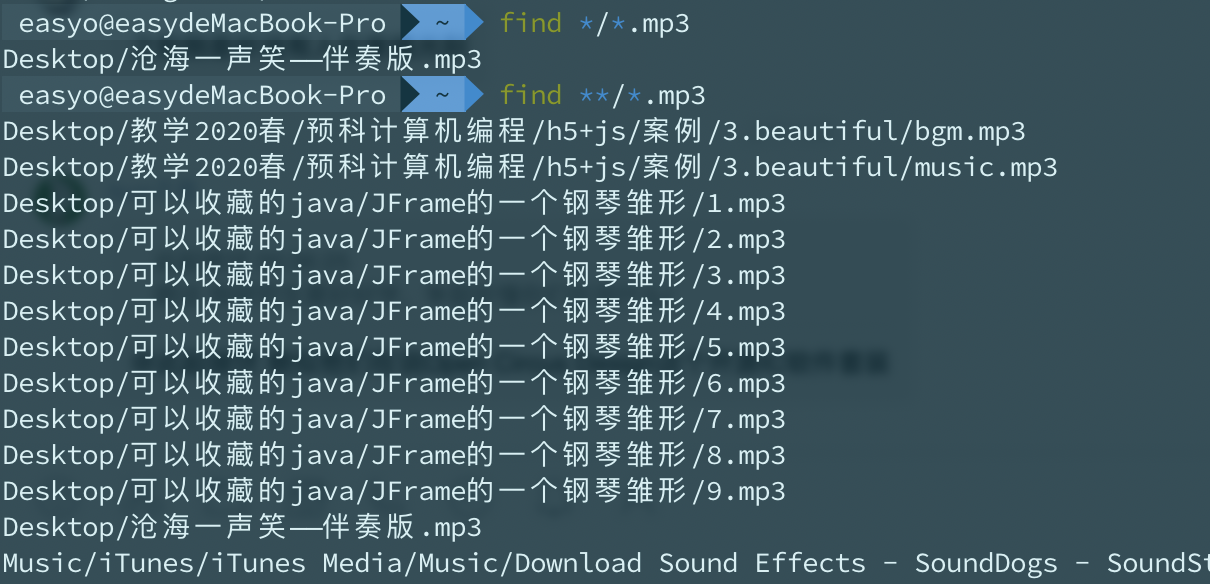 easyo@easydeMacBook-Pro ~ find */*.mp3
Desktop/沧海一声笑——伴奏版.mp3
easyo@easydeMacBook-Pro ~ find **/*.mp3
Desktop/教学2020春/预科计算机编程/h5+js/案例/3.beautiful/bgm.mp3
Desktop/教学2020春/预科计算机编程/h5+js/案例/3.beautiful/music.mp3
Desktop/可以收藏的java/JFrame的一个钢琴雏形/1.mp3
Desktop/可以收藏的java/JFrame的一个钢琴雏形/2.mp3
Desktop/可以收藏的java/JFrame的一个钢琴雏形/3.mp3
Desktop/可以收藏的java/JFrame的一个钢琴雏形/4.mp3
Desktop/可以收藏的java/JFrame的一个钢琴雏形/5.mp3
Desktop/可以收藏的java/JFrame的一个钢琴雏形/6.mp3
Desktop/可以收藏的java/JFrame的一个钢琴雏形/7.mp3
Desktop/可以收藏的java/JFrame的一个钢琴雏形/8.mp3
Desktop/可以收藏的java/JFrame的一个钢琴雏形/9.mp3
Desktop/沧海一声笑——伴奏版.mp3
Music/iTunes/iTunes Media/Music/Download Sound Effects - SoundDogs - SoundSt